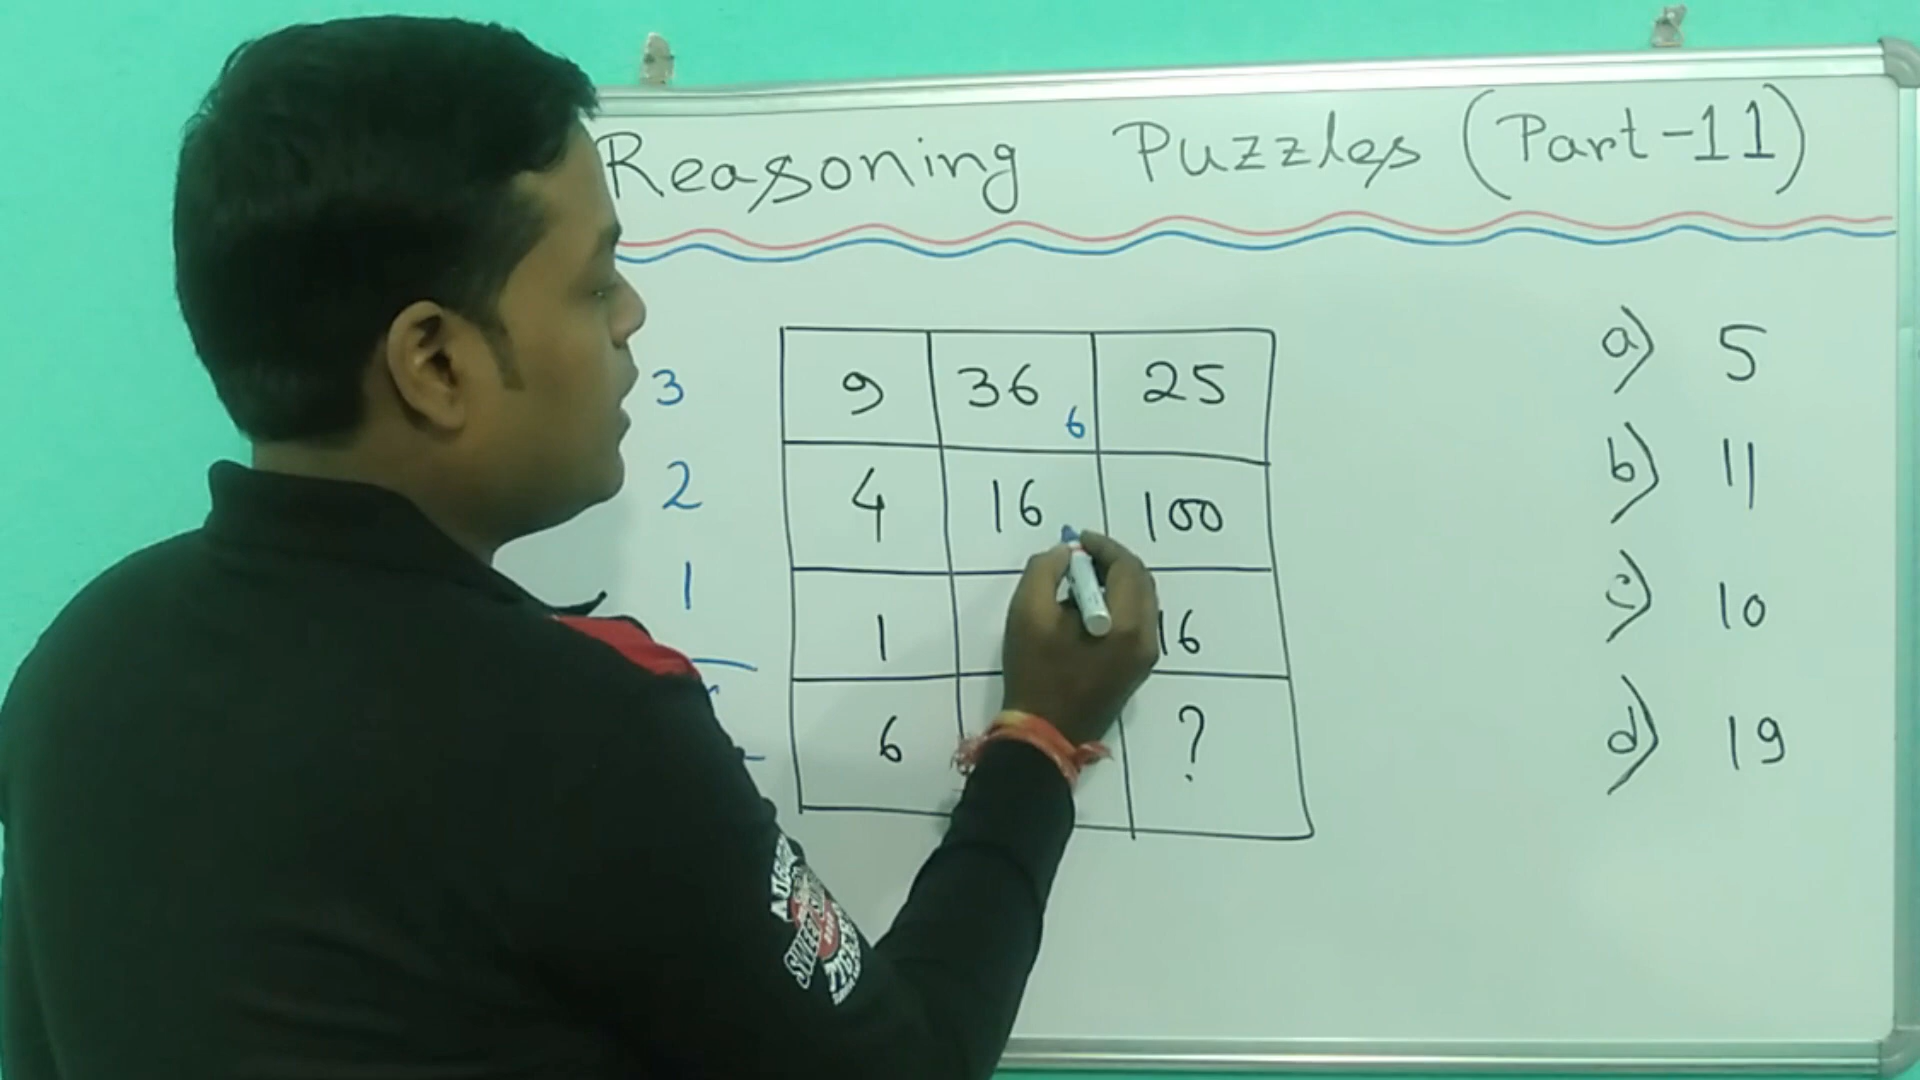 Reasoning Puzzles (Part-11)
3 9 36 6 25 a) 5
2 4 16 100 b) 11
1 1 16 c) 10
6 ? d) 19